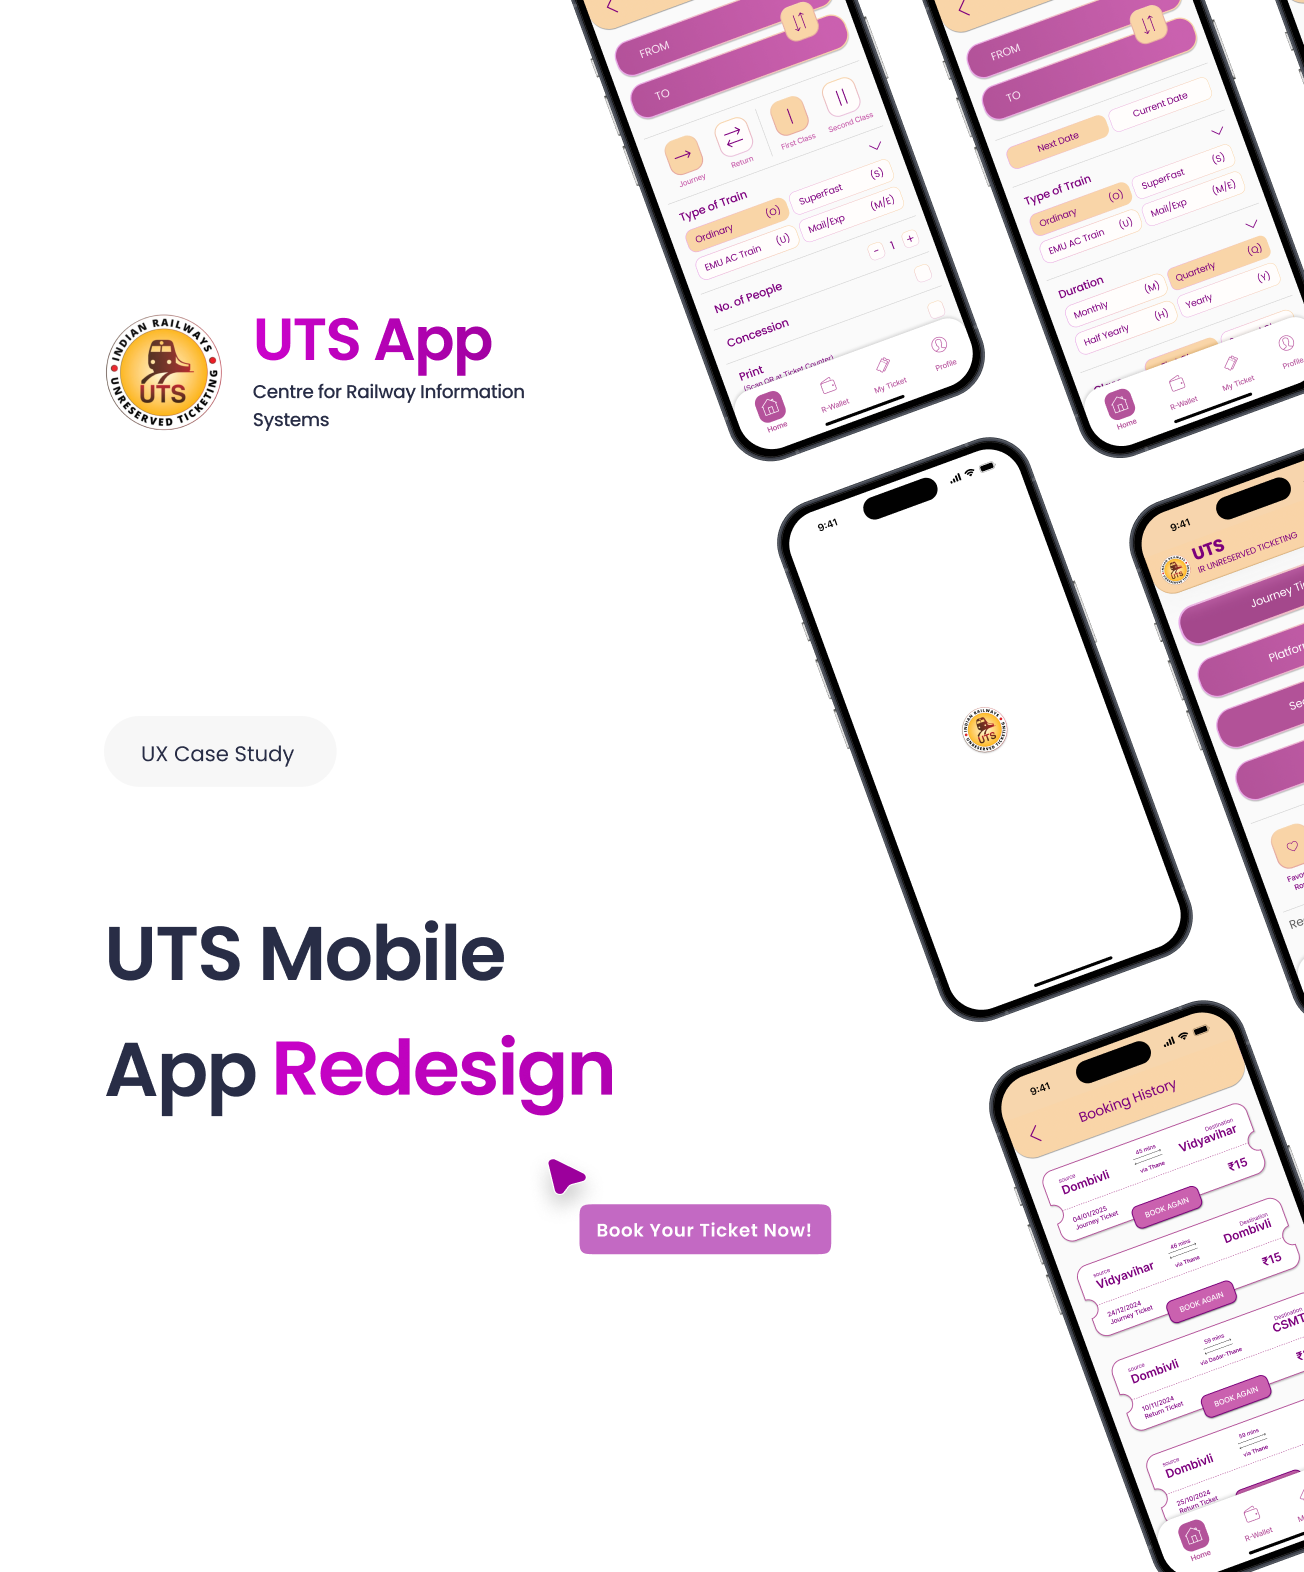 INDIAN RAILWAYS
UTS
UNRESERVED TICKETING
UTS App
Centre for Railway Information
Systems
UX Case Study
UTS Mobile
App Redesign
Book Your Ticket Now!
FROM
TO
Journey
Return
First Class
Second Class
Type of Train
Ordinary (O)
SuperFast (S)
EMU AC Train (U)
Mail/Exp (M/E)
No. of People
- 1 +
Concession
Print
(Scan QR at Ticket Counter)
Home
R-Wallet
My Ticket
Profile
FROM
TO
Next Date
Current Date
Type of Train
Ordinary (O)
SuperFast (S)
EMU AC Train (U)
Mail/Exp (M/E)
Duration
Monthly (M)
Quarterly (Q)
Half Yearly (H)
Yearly (Y)
Home
R-Wallet
My Ticket
Profile
9:41
INDIAN RAILWAYS
UTS
UNRESERVED TICKETING
9:41
UTS
UTS
IR UNRESERVED TICKETING
Journey Ti
Platfor
Se
Favo
Ro
Re
9:41
Booking History
source
Dombivli
45 mins
via Thane
Destination
Vidyavihar
04/01/2025
Journey Ticket
BOOK AGAIN
₹15
source
Vidyavihar
46 mins
via Thane
Destination
Dombivli
24/12/2024
Journey Ticket
BOOK AGAIN
₹15
source
Dombivli
59 mins
via Dadar-Thane
Destination
CSMT
10/11/2024
Return Ticket
BOOK AGAIN
₹
source
Dombivli
59 mins
via Thane
25/10/2024
Return Ticket
Home
R-Wallet
M